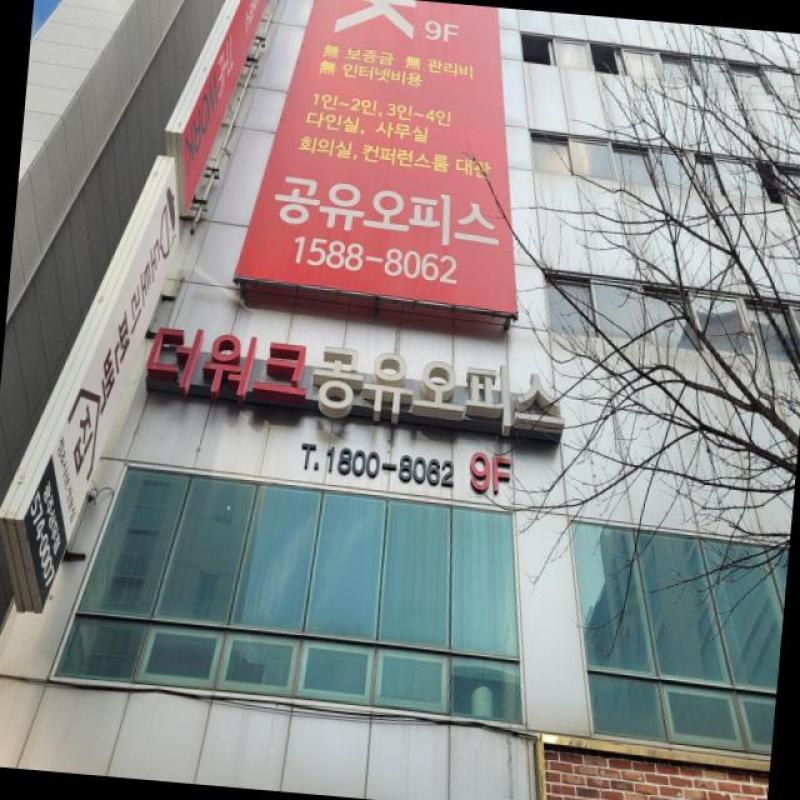 9F
無 보증금 無 관리비
無 인터넷비용
1인~2인, 3인~4인
다인실, 사무실
회의실, 컨퍼런스룸 대관
공유오피스
1588-8062
더워크공유오피스
T.1800-8062 9F
574-0007